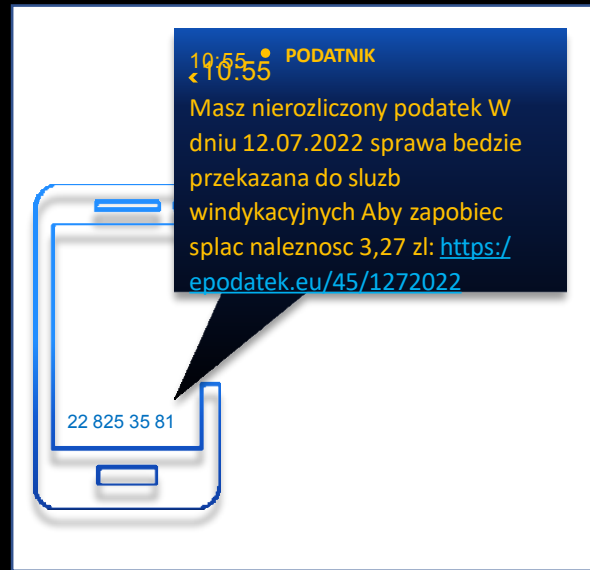 10:55 PODATNIK
‹10:55
Masz nierozliczony podatek W
dniu 12.07.2022 sprawa bedzie
przekazana do sluzb
windykacyjnych Aby zapobiec
splac naleznosc 3,27 zl: https:/
epodatek.eu/45/1272022
22 825 35 81